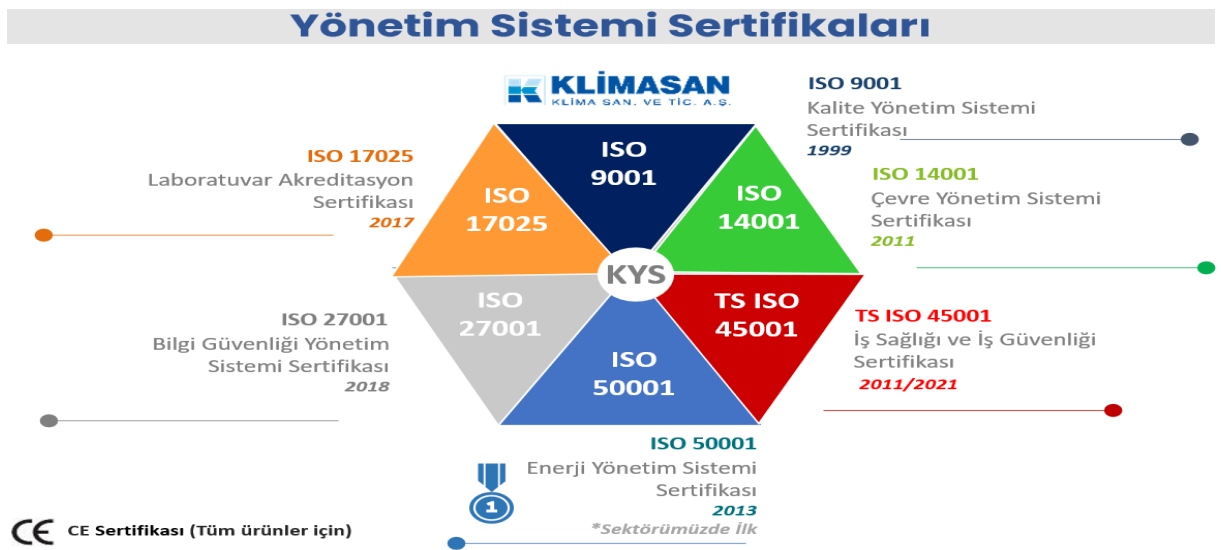 Yönetim Sistemi Sertifikaları
KLİMASAN
KLİMA SAN. VE TİC. A.Ş.
ISO 9001
Kalite Yönetim Sistemi
Sertifikası
1999
ISO 14001
Çevre Yönetim Sistemi
Sertifikası
2011
TS ISO 45001
İş Sağlığı ve İş Güvenliği
Sertifikası
2011/2021
ISO 50001
Enerji Yönetim Sistemi
Sertifikası
2013
*Sektörümüzde İlk
1
ISO 27001
Bilgi Güvenliği Yönetim
Sistemi Sertifikası
2018
ISO 17025
Laboratuvar Akreditasyon
Sertifikası
2017
ISO
9001
ISO
14001
TS ISO
45001
ISO
50001
ISO
27001
ISO
17025
KYS
CE CE Sertifikası (Tüm ürünler için)